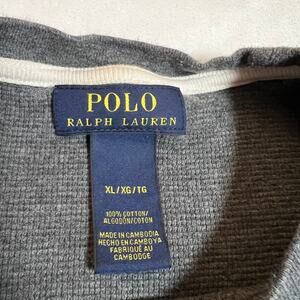 POLO
RALPH LAUREN
XL/XG/TG
100% COTTON/
ALGODÓN/COTON
MADE IN CAMBODIA
HECHO EN CAMBOYA
FABRIQUÉ AU
CAMBODGE